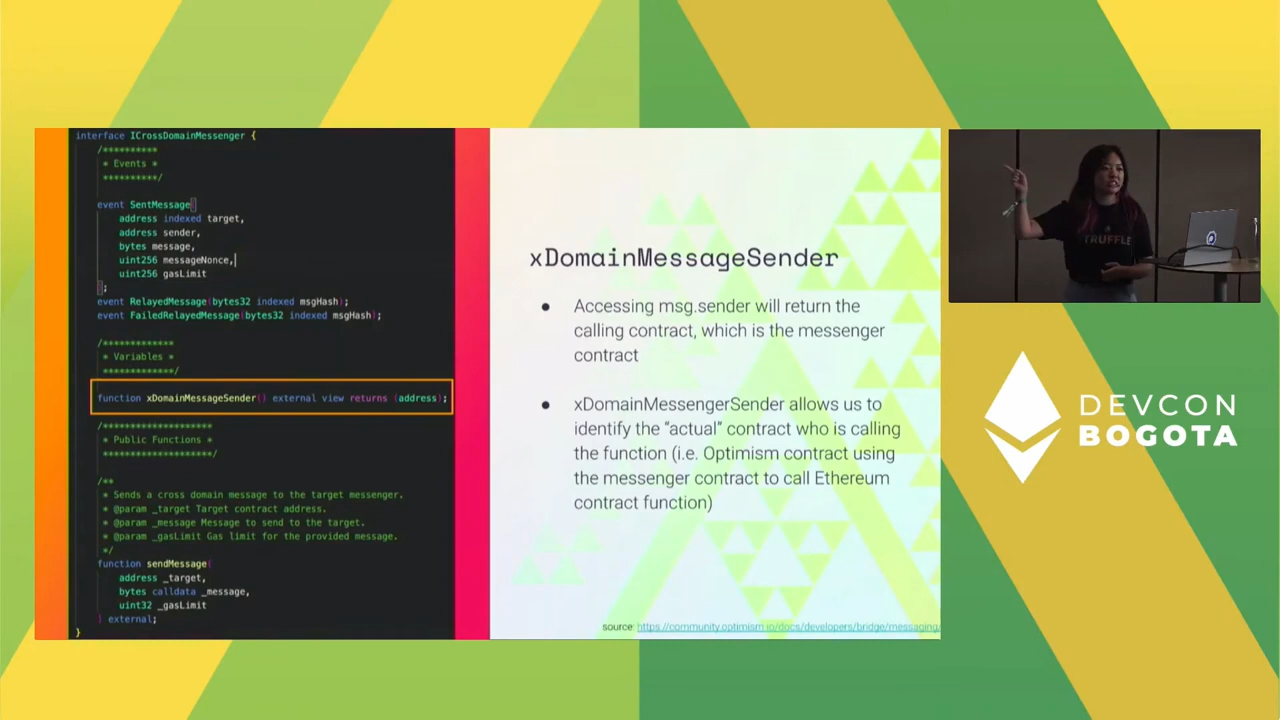 interface ICrossDomainMessenger {
/**********
* Events *
**********/
event SentMessage(
address indexed target,
address sender,
bytes message,
uint256 messageNonce,
uint256 gasLimit
);
event RelayedMessage(bytes32 indexed msgHash);
event FailedRelayedMessage(bytes32 indexed msgHash);
/*************
* Variables *
*************/
function xDomainMessageSender() external view returns (address);
/********************
* Public Functions *
********************/
/**
* Sends a cross domain message to the target messenger.
* @param _target Target contract address.
* @param _message Message to send to the target.
* @param _gasLimit Gas limit for the provided message.
*/
function sendMessage(
address _target,
bytes calldata _message,
uint32 _gasLimit
) external;
}
xDomainMessageSender
● Accessing msg.sender will return the
calling contract, which is the messenger
contract
● xDomainMessengerSender allows us to
identify the “actual” contract who is calling
the function (i.e. Optimism contract using
the messenger contract to call Ethereum
contract function)
source: https://community.optimism.io/docs/developers/bridge/messaging/
TRUFFLE
DEVCON
BOGOTA